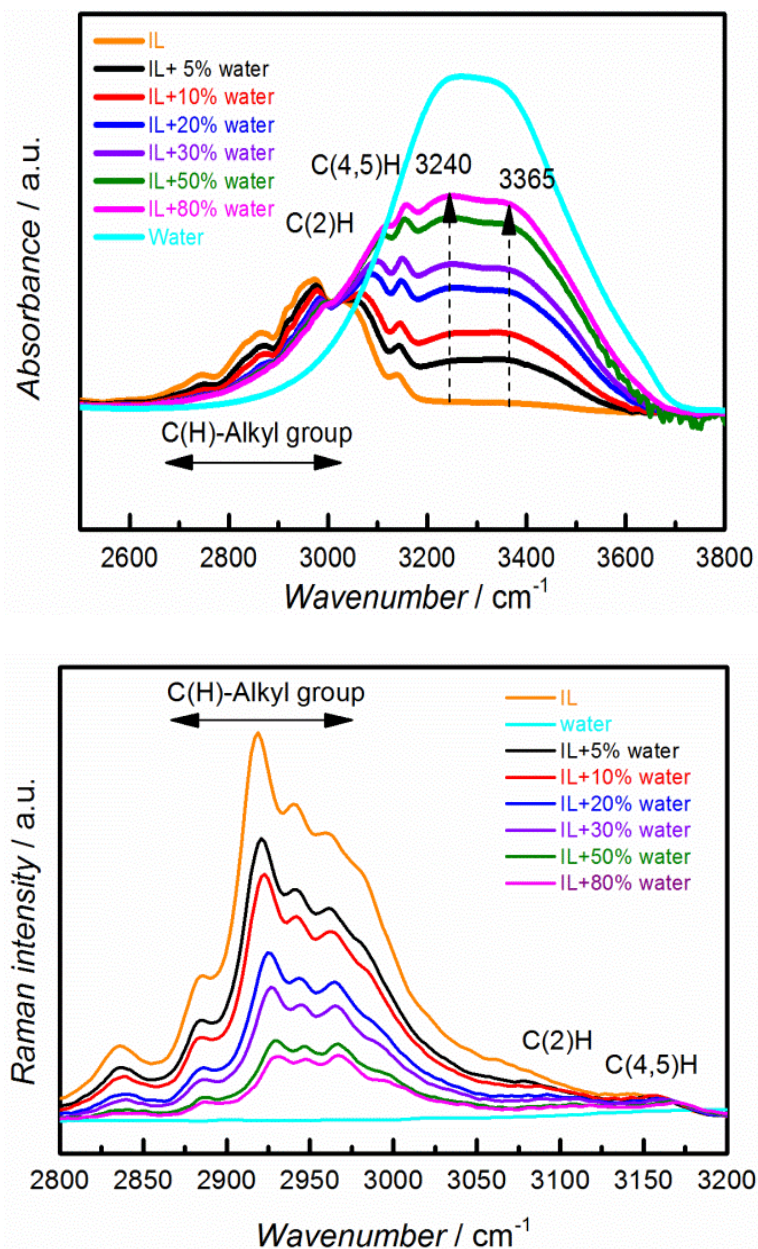 IL
IL+ 5% water
IL+10% water
IL+20% water
IL+30% water
IL+50% water
IL+80% water
Water
C(4,5)H
3240
3365
C(2)H
C(H)-Alkyl group
Absorbance / a.u.
2600 2800 3000 3200 3400 3600 3800
Wavenumber / cm⁻¹
C(H)-Alkyl group
IL
water
IL+5% water
IL+10% water
IL+20% water
IL+30% water
IL+50% water
IL+80% water
C(2)H
C(4,5)H
Raman intensity / a.u.
2800 2850 2900 2950 3000 3050 3100 3150 3200
Wavenumber / cm⁻¹